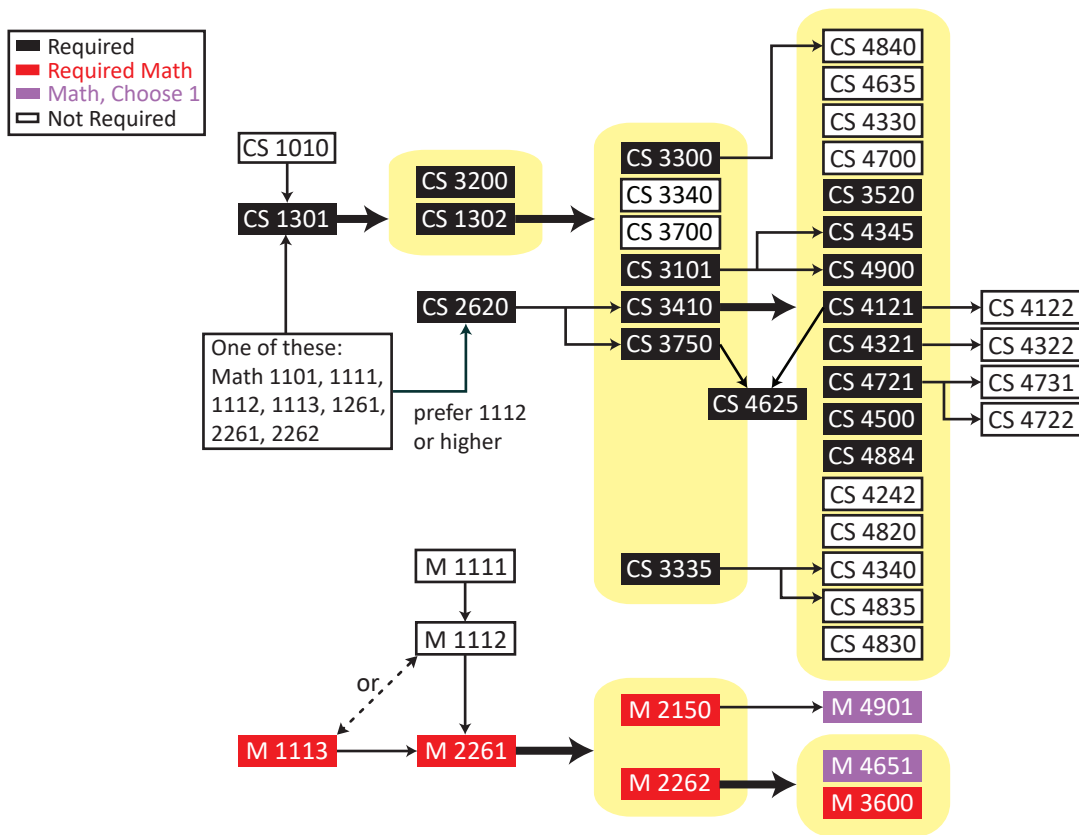 Required
Required Math
Math, Choose 1
Not Required
CS 1010
CS 1301
One of these:
Math 1101, 1111,
1112, 1113, 1261,
2261, 2262
CS 3200
CS 1302
CS 2620
prefer 1112
or higher
CS 3300
CS 3340
CS 3700
CS 3101
CS 3410
CS 3750
CS 4625
CS 3335
CS 4840
CS 4635
CS 4330
CS 4700
CS 3520
CS 4345
CS 4900
CS 4121
CS 4321
CS 4721
CS 4500
CS 4884
CS 4242
CS 4820
CS 4340
CS 4835
CS 4830
CS 4122
CS 4322
CS 4731
CS 4722
M 1111
M 1112
or
M 1113
M 2261
M 2150
M 2262
M 4901
M 4651
M 3600